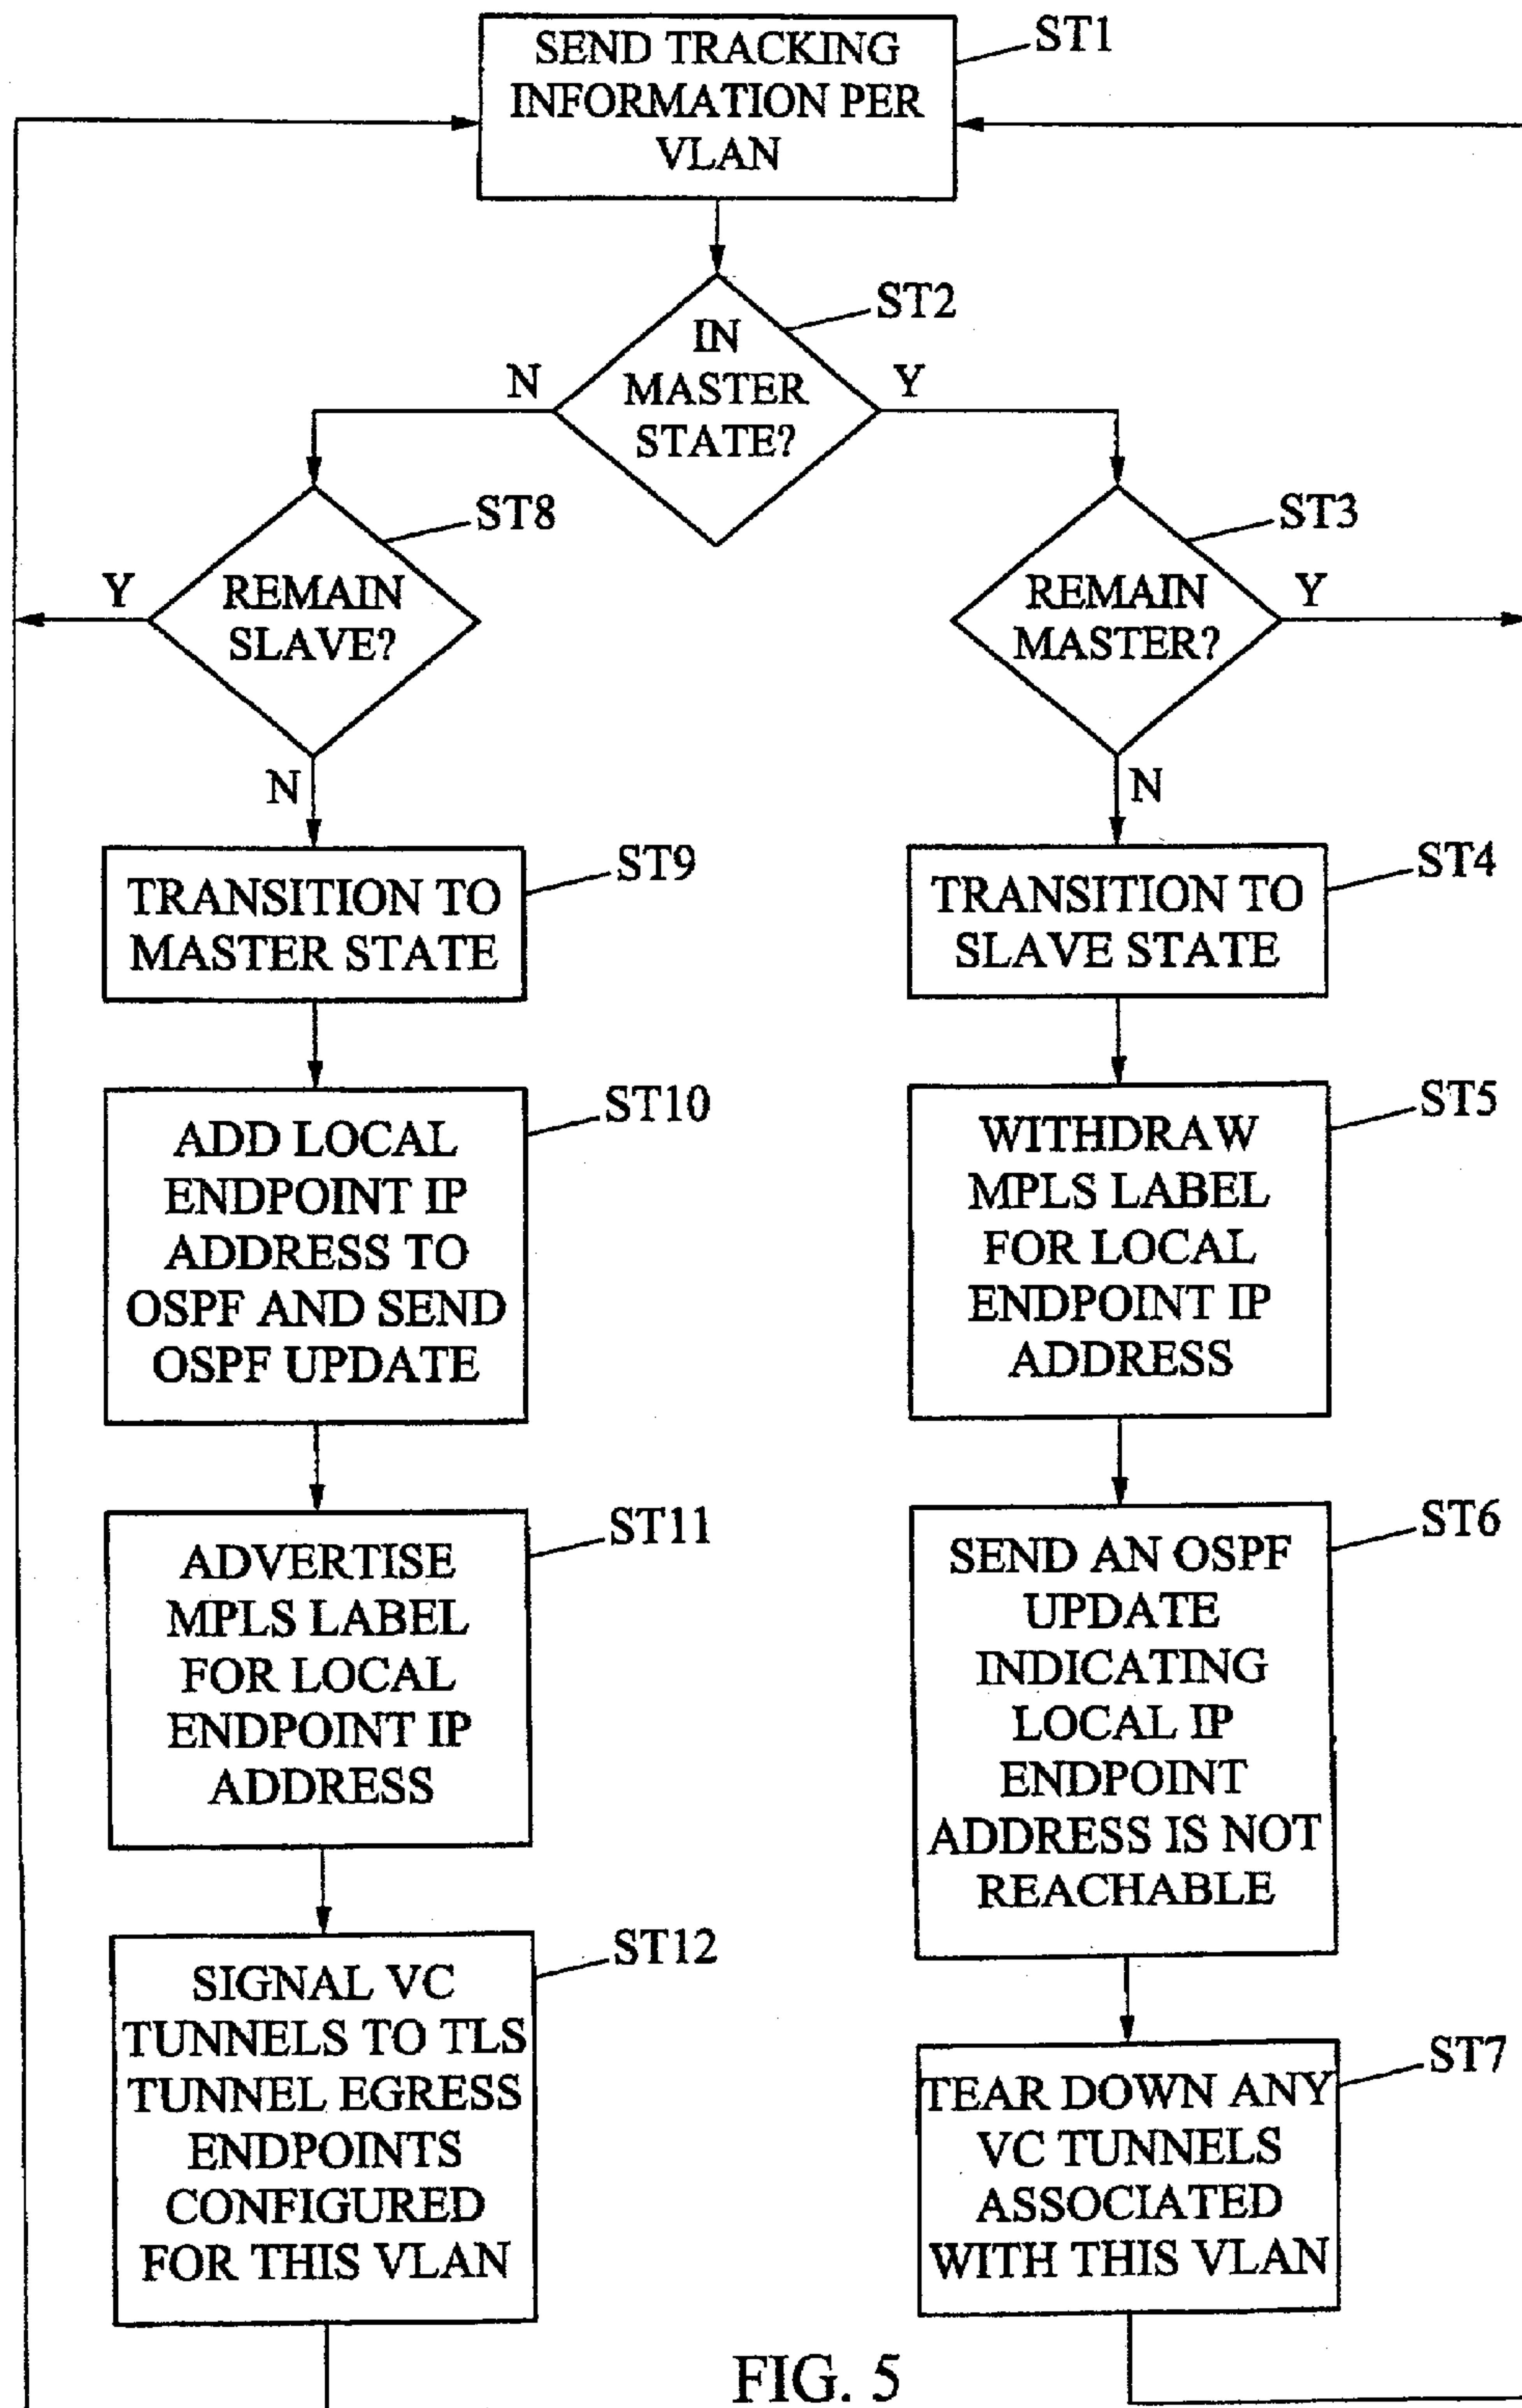 SEND TRACKING
INFORMATION PER
VLAN
ST1
IN
MASTER
STATE?
ST2
N
Y
REMAIN
SLAVE?
ST8
Y
N
REMAIN
MASTER?
ST3
Y
N
TRANSITION TO
MASTER STATE
ST9
TRANSITION TO
SLAVE STATE
ST4
ADD LOCAL
ENDPOINT IP
ADDRESS TO
OSPF AND SEND
OSPF UPDATE
ST10
WITHDRAW
MPLS LABEL
FOR LOCAL
ENDPOINT IP
ADDRESS
ST5
ADVERTISE
MPLS LABEL
FOR LOCAL
ENDPOINT IP
ADDRESS
ST11
SEND AN OSPF
UPDATE
INDICATING
LOCAL IP
ENDPOINT
ADDRESS IS NOT
REACHABLE
ST6
SIGNAL VC
TUNNELS TO TLS
TUNNEL EGRESS
ENDPOINTS
CONFIGURED
FOR THIS VLAN
ST12
TEAR DOWN ANY
VC TUNNELS
ASSOCIATED
WITH THIS VLAN
ST7
FIG. 5